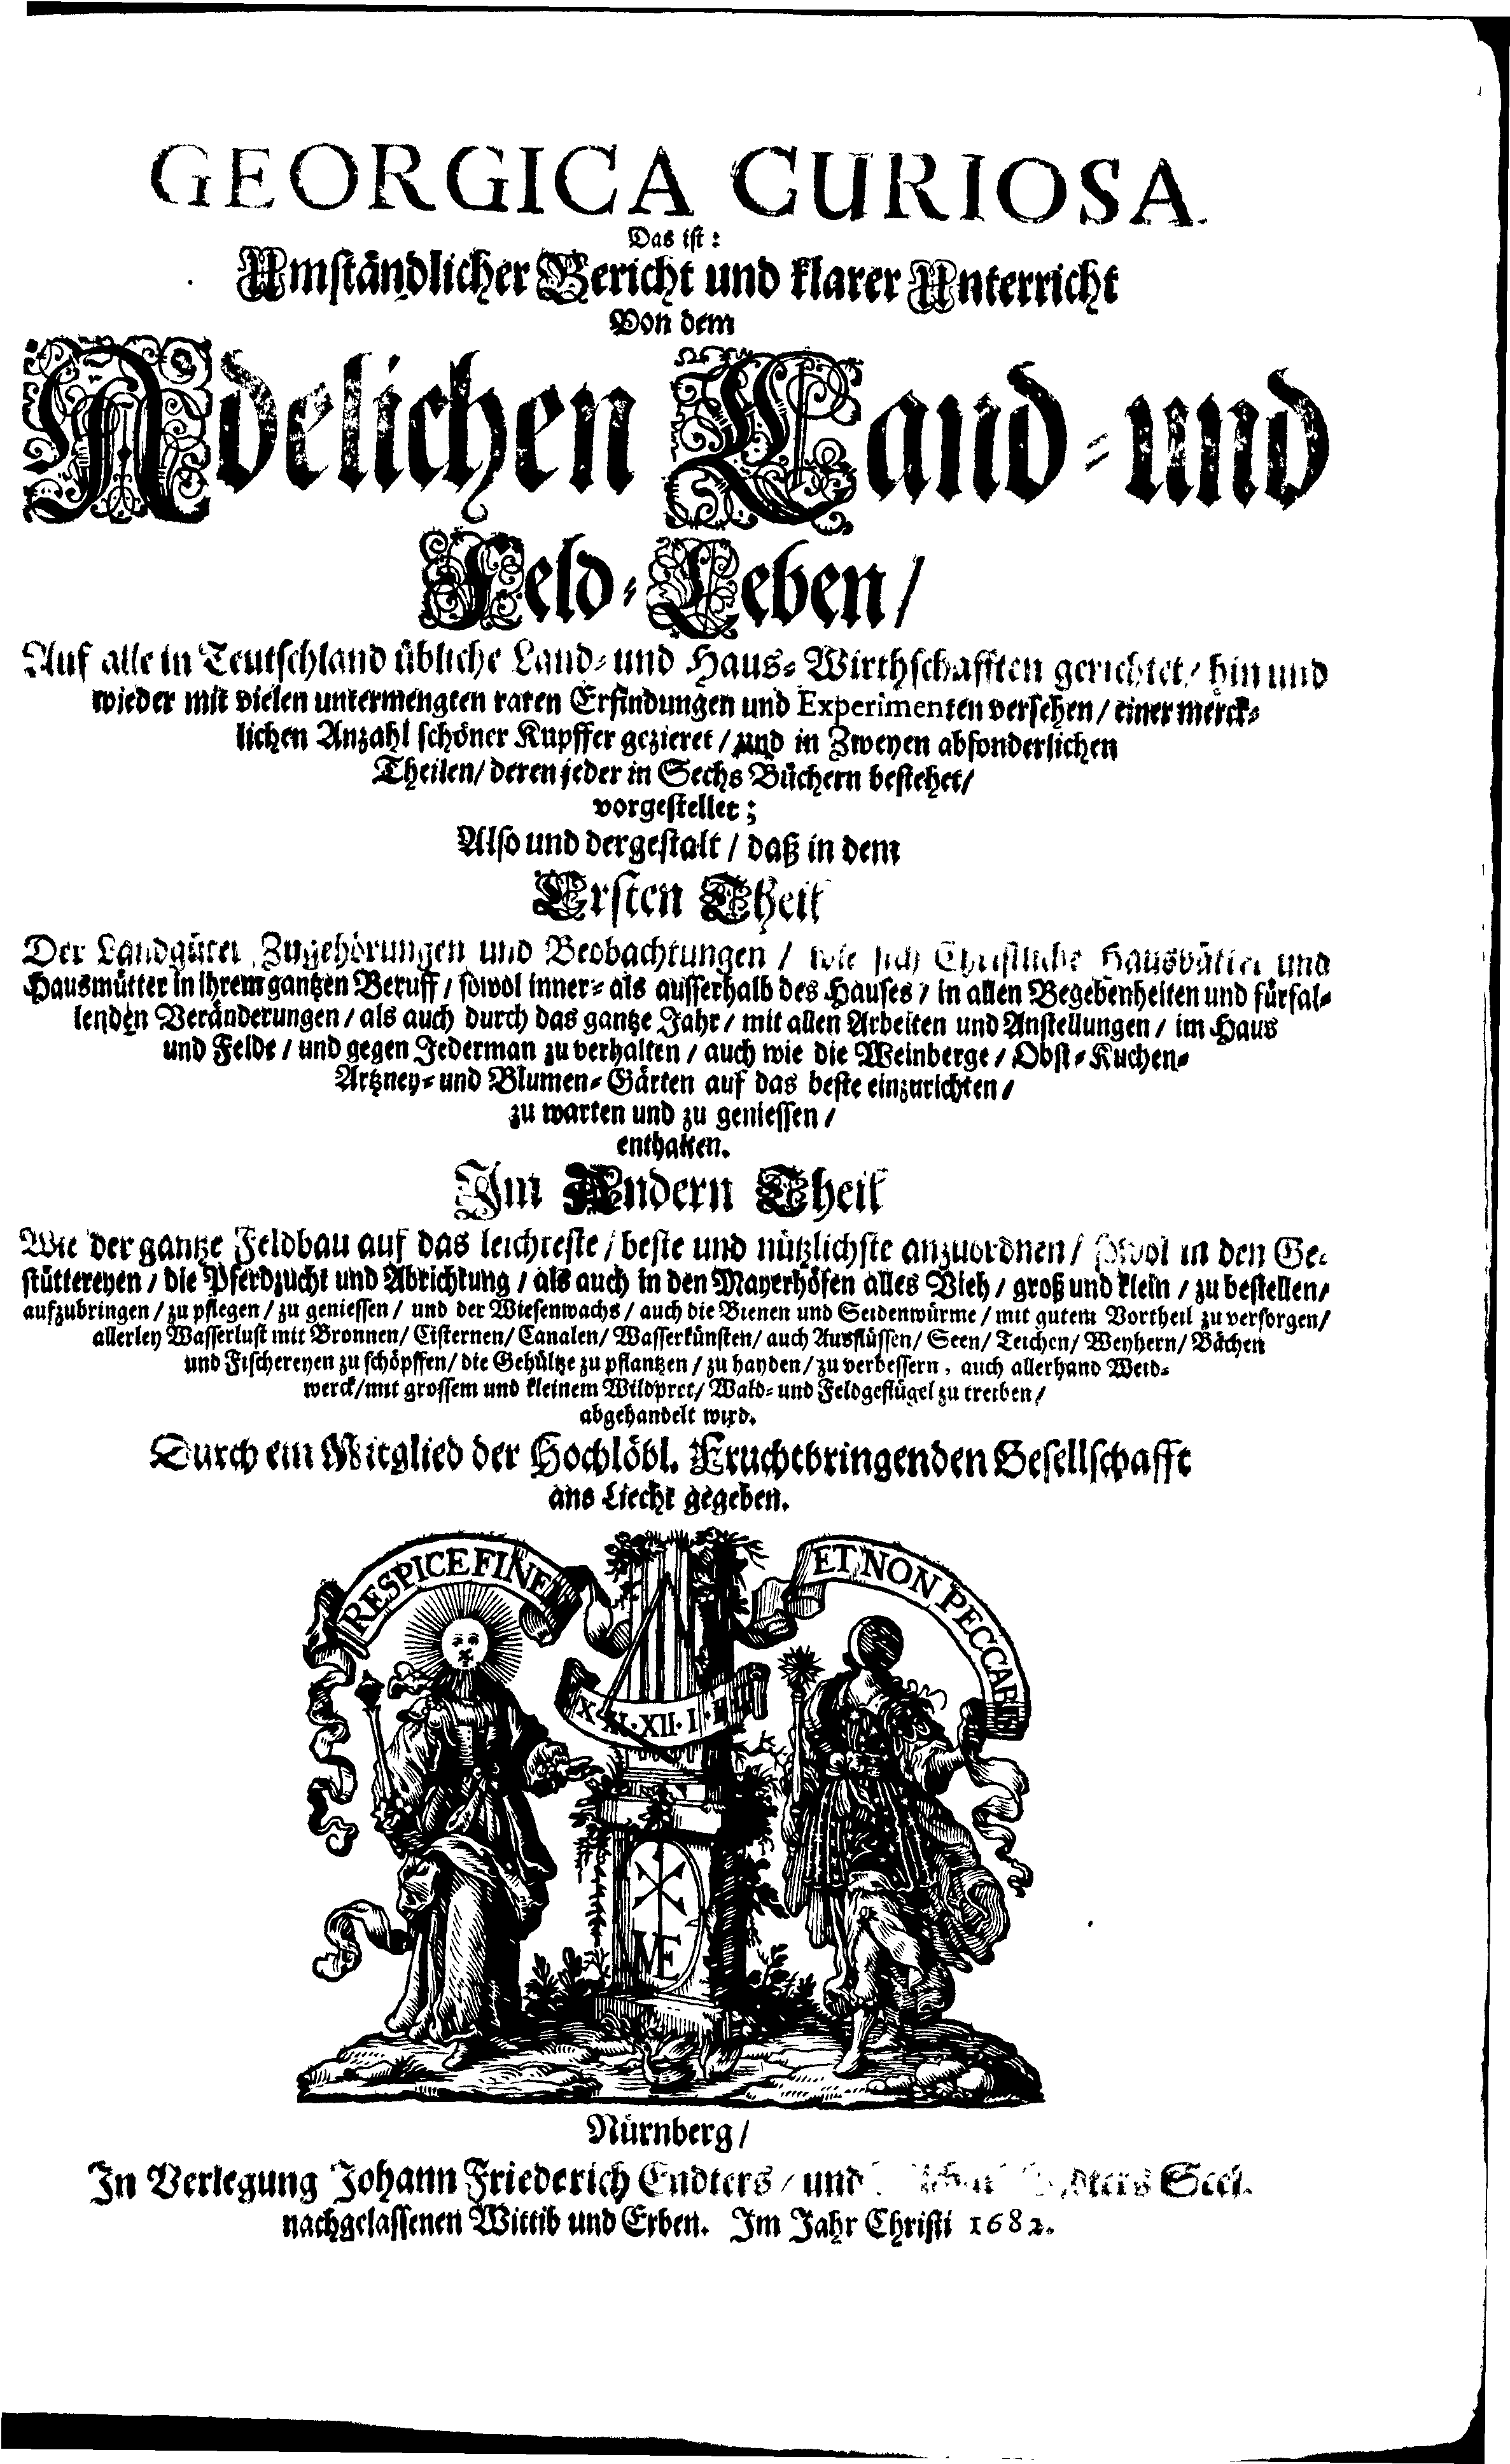 GEORGICA CURIOSA.
Das ist:
Umständlicher Bericht und klarer Unterricht
Von dem
Adelichen Land- und
Feld-Leben/
Auf alle in Teutschland übliche Land- und Haus-Wirthschafften gerichtet/ hin und
wieder mit vielen untermengten raren Erfindungen und Experimenten versehen/ einer merck-
lichen Anzahl schöner Kupffer gezieret/ und in Zweyen absonderlichen
Theilen/ deren jeder in Sechs Büchern bestehet/
vorgestellet;
Also und dergestalt/ daß in dem
Ersten Theil
Der Landgüter Zugehörungen und Beobachtungen/ wie sich Christliche Hausvätter und
Hausmütter in ihrem gantzen Beruff/ sowol inner- als ausserhalb des Hauses/ in allen Begebenheiten und fürfal-
lenden Veränderungen/ als auch durch das gantze Jahr/ mit allen Arbeiten und Anstellungen/ im Haus
und Felde/ und gegen Jederman zu verhalten/ auch wie die Weinberge/ Obst- Kuchen-
Artzney- und Blumen-Gärten auf das beste einzurichten/
zu warten und zu geniessen/
enthalten.
Im Andern Theil
Wie der gantze Feldbau auf das leichteste/ beste und nützlichste anzuordnen/ sowol in den Ge-
stüttereyen/ die Pferdzucht und Abrichtung/ als auch in den Mayerhöfen alles Vieh/ groß und klein/ zu bestellen/
aufzubringen/ zu pflegen/ zu geniessen/ und der Wiesenwachs/ auch die Bienen und Seidenwürme/ mit gutem Vortheil zu versorgen/
allerley Wasserlust mit Bronnen/ Cisternen/ Canalen/ Wasserkünsten/ auch Ausflüssen/ Seen/ Teichen/ Weyhern/ Bächen
und Fischereyen zu schöpffen/ die Gehültze zu pflantzen/ zu hayden/ zu verbessern, auch allerhand Weid-
werck/ mit grossem und kleinem Wildpret/ Wald- und Feldgeflügel zu treiben/
abgehandelt wird.
Durch ein Mitglied der Hochlöbl. Fruchtbringenden Gesellschafft
ans Liecht gegeben.
RESPICE FINEM
ET NON PECCABIS
X·XI·XII·I·II
ME
Nürnberg/
In Verlegung Johann Friederich Endters/ und Endters Seel.
nachgelassenen Wittib und Erben. Im Jahr Christi 1682.